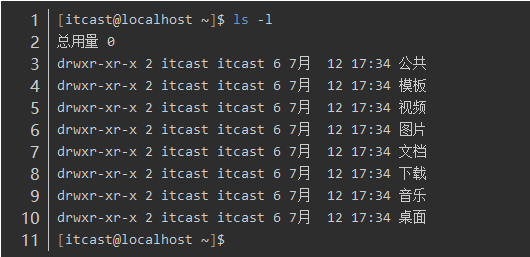 1 [itcast@localhost ~]$ ls -l
2 总用量 0
3 drwxr-xr-x 2 itcast itcast 6 7月  12 17:34 公共
4 drwxr-xr-x 2 itcast itcast 6 7月  12 17:34 模板
5 drwxr-xr-x 2 itcast itcast 6 7月  12 17:34 视频
6 drwxr-xr-x 2 itcast itcast 6 7月  12 17:34 图片
7 drwxr-xr-x 2 itcast itcast 6 7月  12 17:34 文档
8 drwxr-xr-x 2 itcast itcast 6 7月  12 17:34 下载
9 drwxr-xr-x 2 itcast itcast 6 7月  12 17:34 音乐
10 drwxr-xr-x 2 itcast itcast 6 7月  12 17:34 桌面
11 [itcast@localhost ~]$